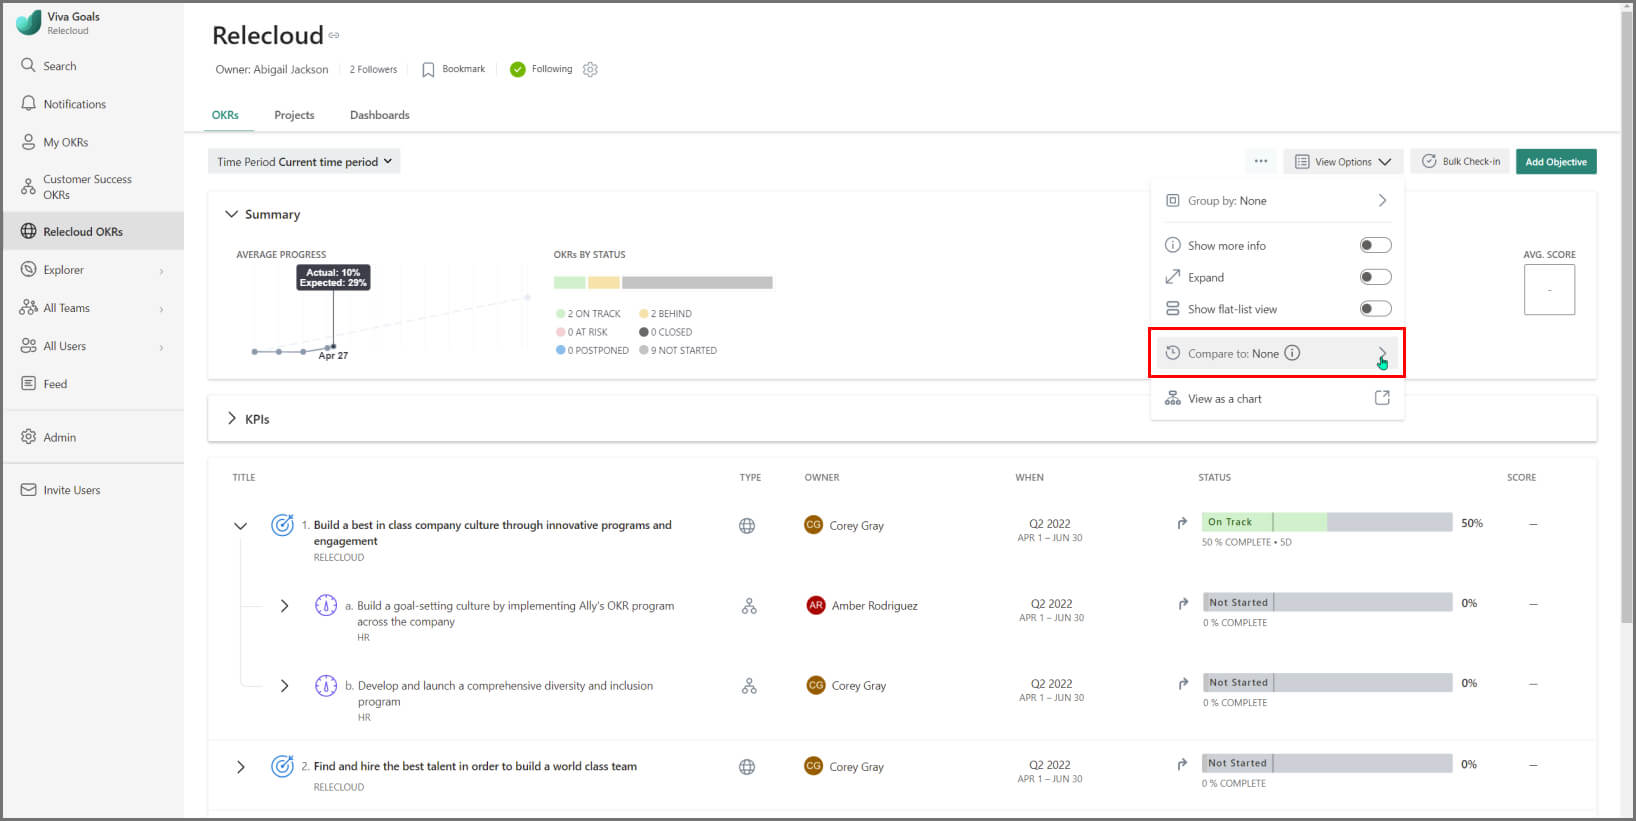 Viva Goals
Relecloud
Search
Notifications
My OKRs
Customer Success
OKRs
Relecloud OKRs
Explorer
All Teams
All Users
Feed
Admin
Invite Users
Relecloud
Owner: Abigail Jackson
2 Followers
Bookmark
Following
OKRs
Projects
Dashboards
Time Period Current time period
...
View Options
Bulk Check-in
Add Objective
Summary
AVERAGE PROGRESS
Actual: 10%
Expected: 29%
Apr 27
OKRs BY STATUS
2 ON TRACK
2 BEHIND
0 AT RISK
0 CLOSED
0 POSTPONED
9 NOT STARTED
AVG. SCORE
-
Group by: None
Show more info
Expand
Show flat-list view
Compare to: None
View as a chart
KPIs
TITLE
TYPE
OWNER
WHEN
STATUS
SCORE
1. Build a best in class company culture through innovative programs and
engagement
RELECLOUD
CG Corey Gray
Q2 2022
APR 1 – JUN 30
On Track
50%
–
50 % COMPLETE • 5D
a. Build a goal-setting culture by implementing Ally's OKR program
across the company
HR
AR Amber Rodriguez
Q2 2022
APR 1 – JUN 30
Not Started
0%
–
0 % COMPLETE
b. Develop and launch a comprehensive diversity and inclusion
program
HR
CG Corey Gray
Q2 2022
APR 1 – JUN 30
Not Started
0%
–
0 % COMPLETE
2. Find and hire the best talent in order to build a world class team
RELECLOUD
CG Corey Gray
Q2 2022
APR 1 – JUN 30
Not Started
0%
–
0 % COMPLETE